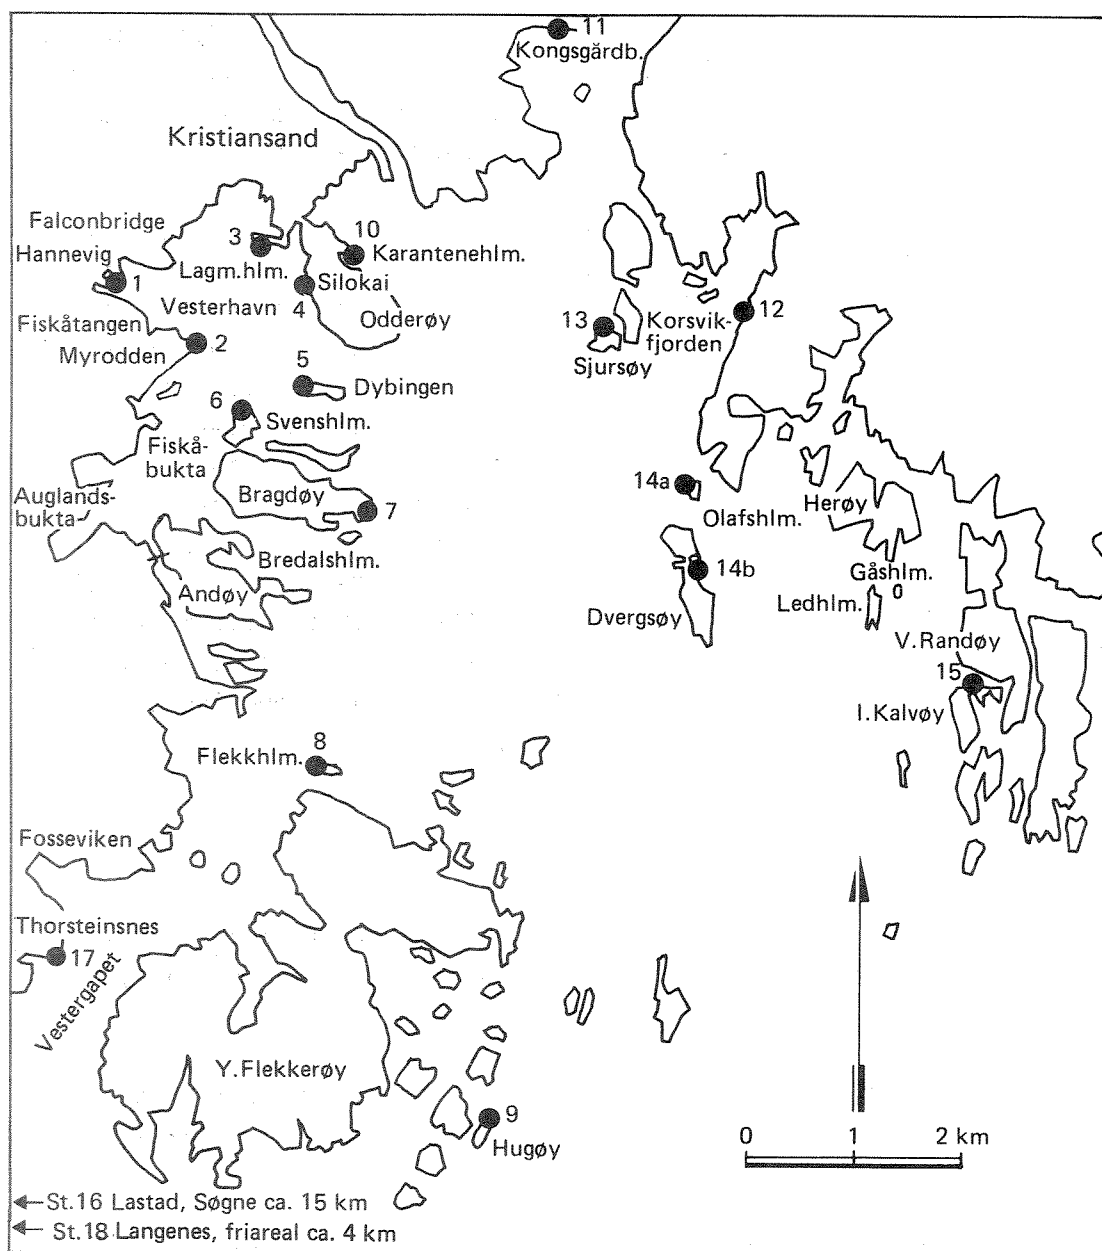 11
Kongsgårdb.
Kristiansand
Falconbridge
3
10
Hannevig
Karantenehlm.
1
Lagm.hlm.
Silokai
Vesterhavn
4
Odderøy
13
Korsvik-
fjorden
12
Fiskåtangen
Myrodden
2
Sjursøy
5
Dybingen
6
Svenshlm.
Fiskå-
bukta
14a
Auglands-
bukta
Bragdøy
7
Olafshlm.
Herøy
Bredalshlm.
14b
Gåshlm.
Andøy
Dvergsøy
Ledhlm.
V.Randøy
15
I.Kalvøy
8
Flekkhlm.
Fosseviken
Thorsteinsnes
17
Vestergapet
Y.Flekkerøy
9
Hugøy
0 1 2 km
St.16 Lastad, Søgne ca. 15 km
St.18 Langenes, friareal ca. 4 km